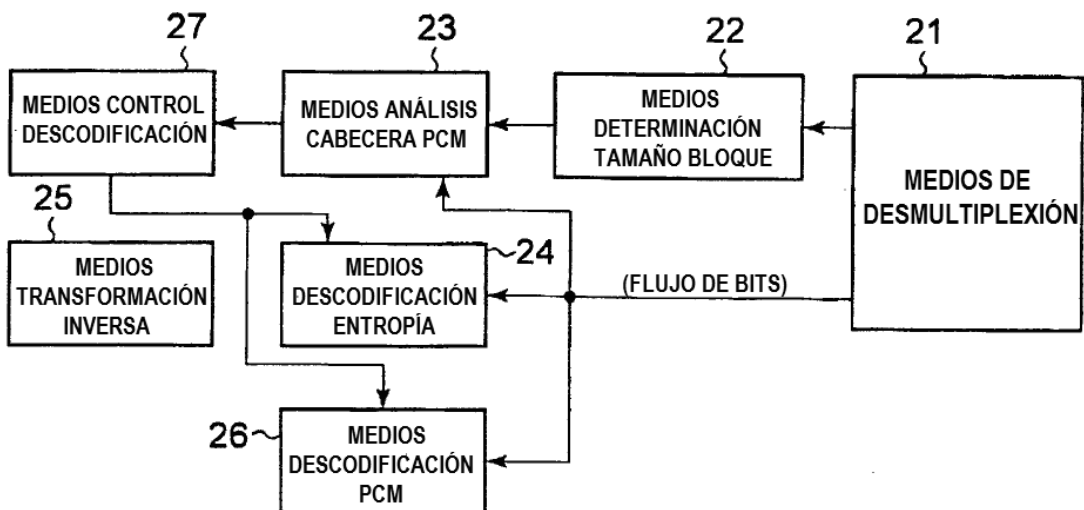 27
MEDIOS CONTROL
DESCODIFICACIÓN
23
MEDIOS ANÁLISIS
CABECERA PCM
22
MEDIOS
DETERMINACIÓN
TAMAÑO BLOQUE
21
MEDIOS DE
DESMULTIPLEXIÓN
25
MEDIOS
TRANSFORMACIÓN
INVERSA
24
MEDIOS
DESCODIFICACIÓN
ENTROPÍA
(FLUJO DE BITS)
26
MEDIOS
DESCODIFICACIÓN
PCM